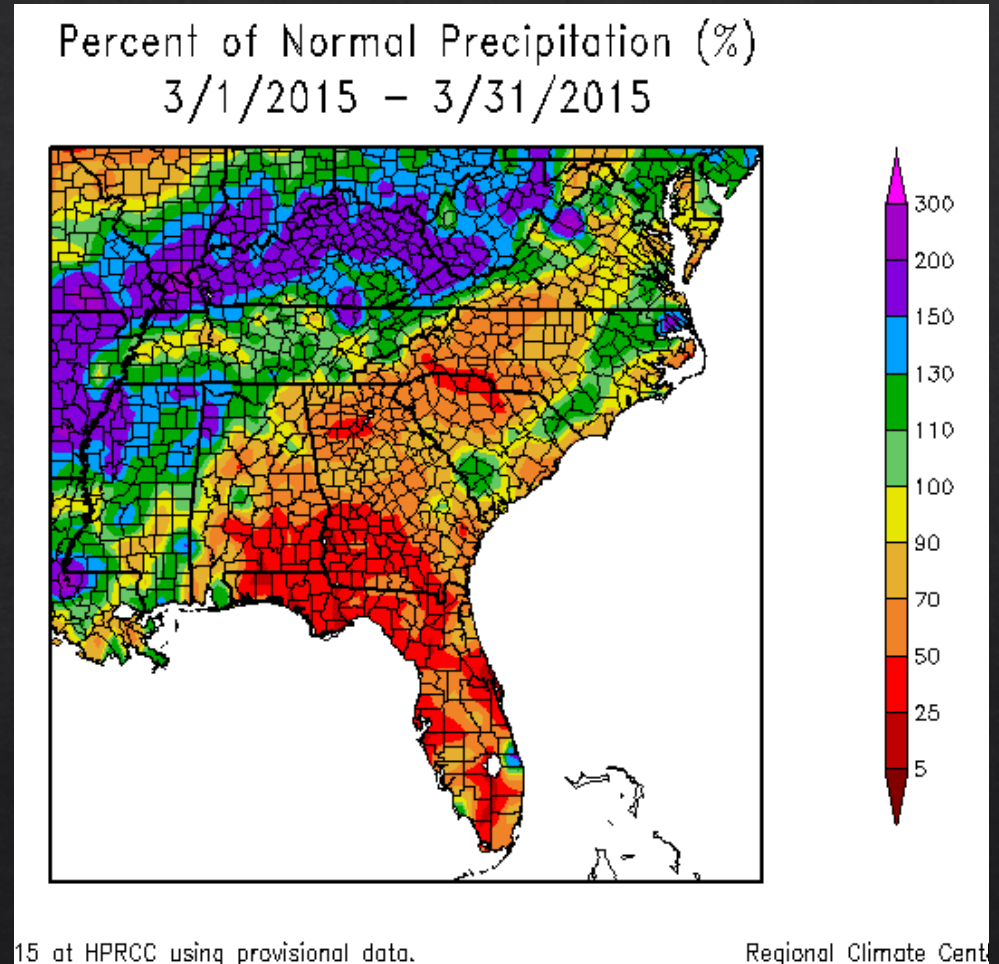 Percent of Normal Precipitation (%)
3/1/2015 – 3/31/2015
300
200
150
130
110
100
90
70
50
25
5
15 at HPRCC using provisional data.
Regional Climate Cent